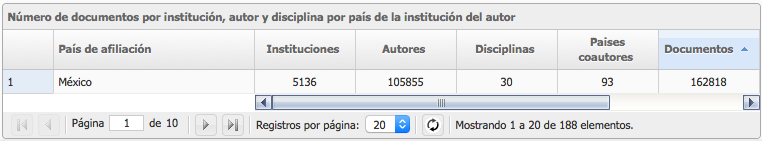 Número de documentos por institución, autor y disciplina por país de la institución del autor
País de afiliación Instituciones Autores Disciplinas Paises coautores Documentos
1 México 5136 105855 30 93 162818
Página 1 de 10 Registros por página: 20 Mostrando 1 a 20 de 188 elementos.